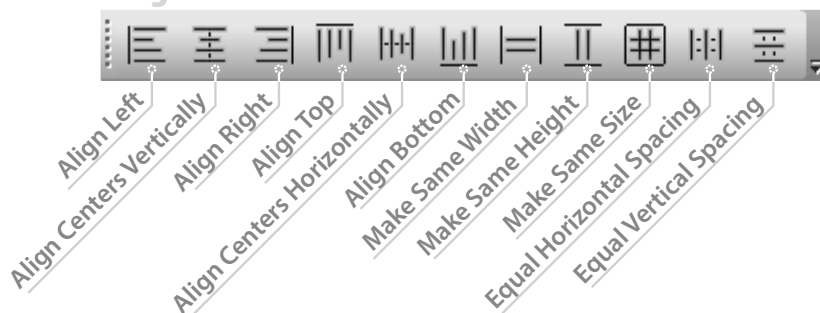 Align Left
Align Centers Vertically
Align Right
Align Top
Align Centers Horizontally
Align Bottom
Make Same Width
Make Same Height
Make Same Size
Equal Horizontal Spacing
Equal Vertical Spacing